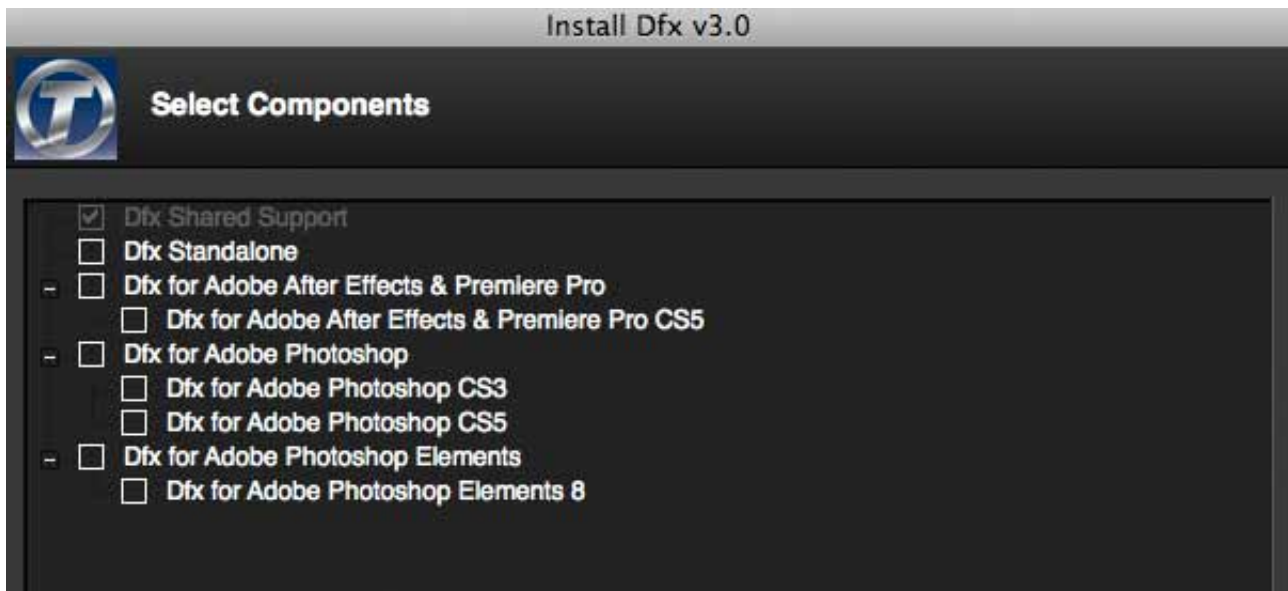 Install Dfx v3.0
T
Select Components
Dfx Shared Support
Dfx Standalone
Dfx for Adobe After Effects & Premiere Pro
Dfx for Adobe After Effects & Premiere Pro CS5
Dfx for Adobe Photoshop
Dfx for Adobe Photoshop CS3
Dfx for Adobe Photoshop CS5
Dfx for Adobe Photoshop Elements
Dfx for Adobe Photoshop Elements 8